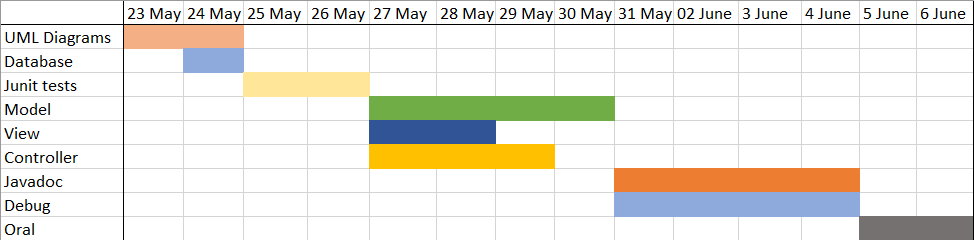 23 May 24 May 25 May 26 May 27 May 28 May 29 May 30 May 31 May 02 June 3 June 4 June 5 June 6 June
UML Diagrams
Database
Junit tests
Model
View
Controller
Javadoc
Debug
Oral